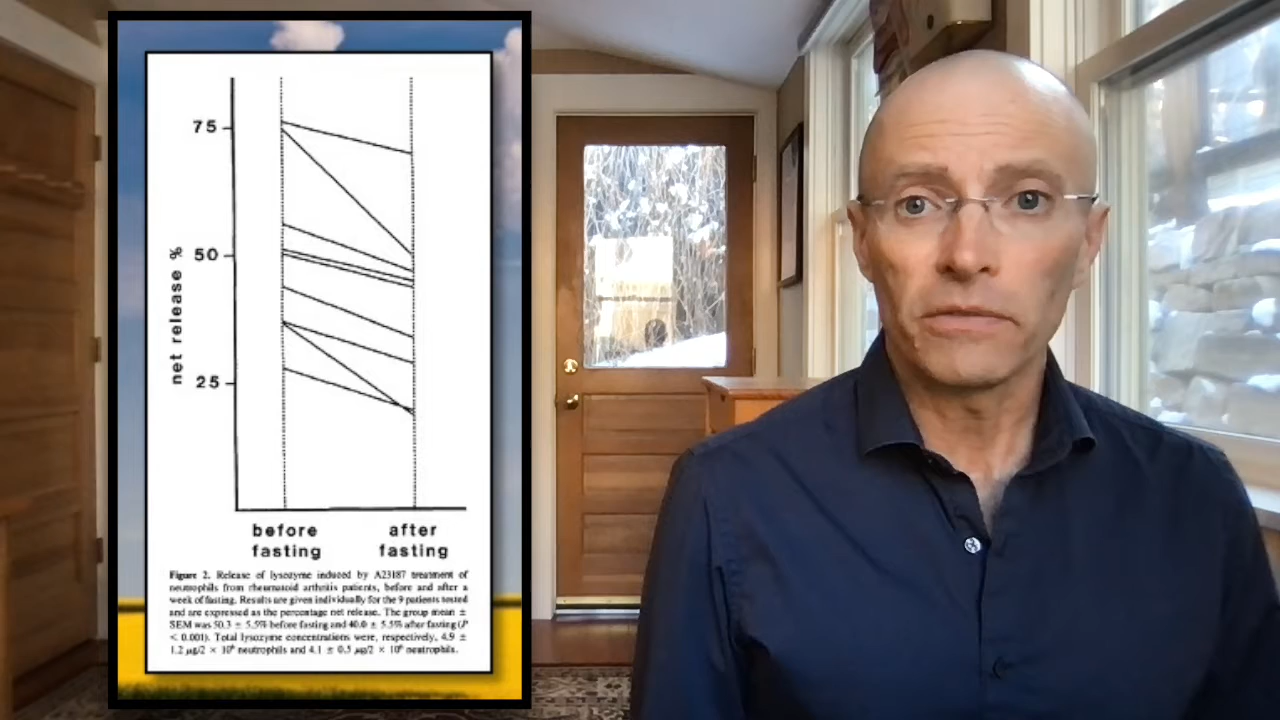 75
50
25
net release %
before
fasting
after
fasting
Figure 2. Release of lysozyme induced by A23187 treatment of
neutrophils from rheumatoid arthritis patients, before and after a
week of fasting. Results are given individually for the 9 patients tested
and are expressed as the percentage net release. The group mean ±
SEM was 50.3 ± 5.5% before fasting and 40.0 ± 5.5% after fasting (P
< 0.001). Total lysozyme concentrations were, respectively, 4.9 ±
1.2 μg/2 × 10⁶ neutrophils and 4.1 ± 0.5 μg/2 × 10⁶ neutrophils.